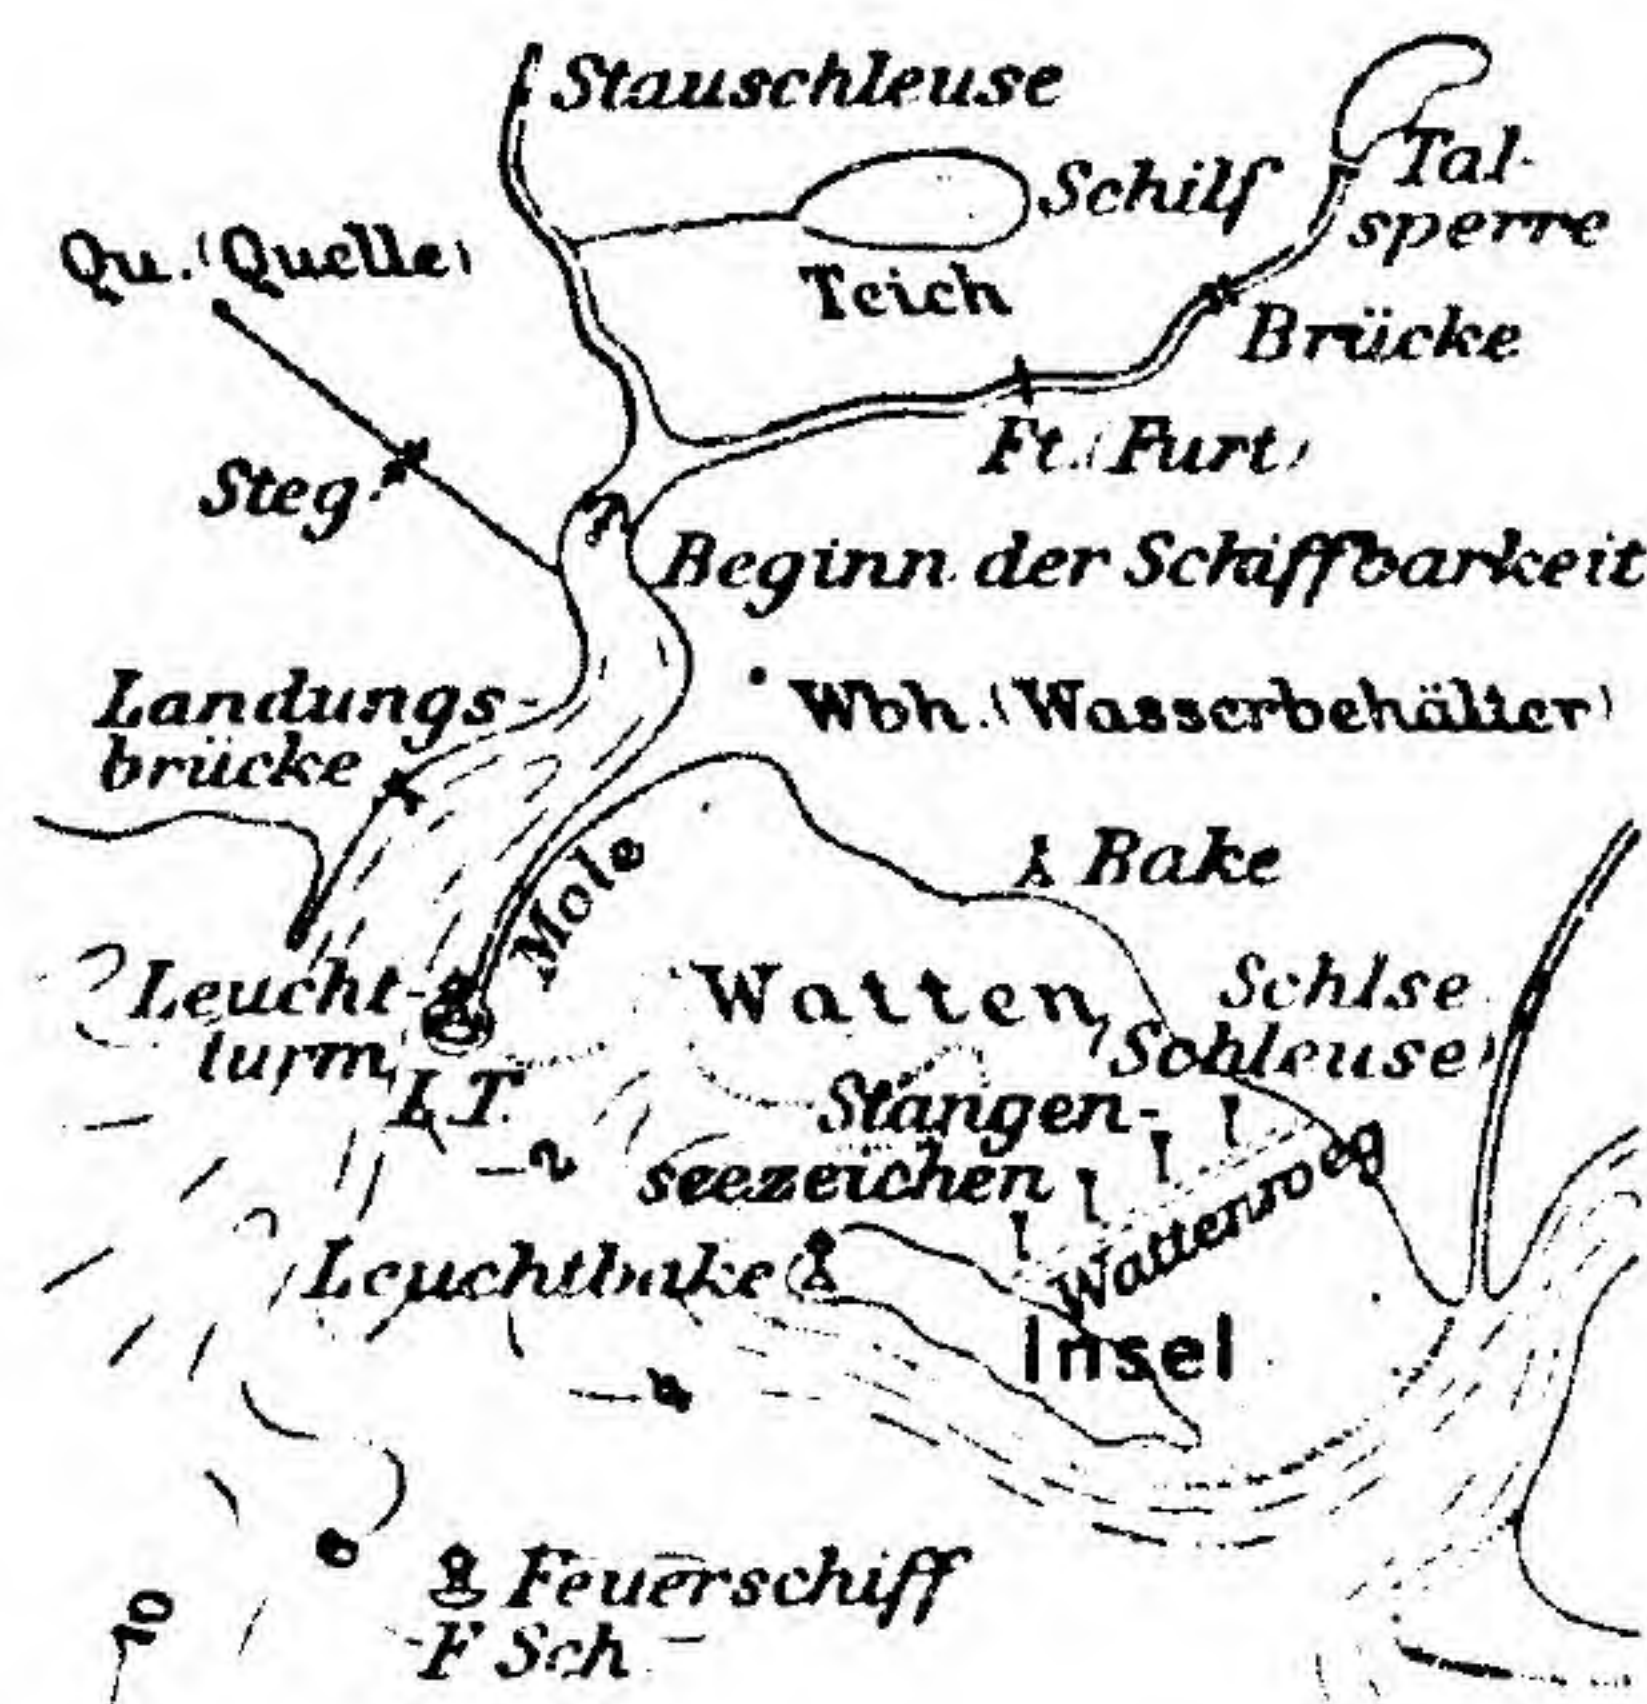 Stauschleuse
Schilf
Tal-
sperre
Qu. (Quelle)
Teich
Brücke
Ft. (Furt)
Steg
Beginn der Schiffbarkeit
Landungs-
brücke
Wbh. (Wasserbehälter)
Mole
Bake
Leucht-
turm
L.T.
Watten
Schlse
(Schleuse)
Stangen-
seezeichen
2
Wattenweg
Leuchtbake
Insel
4
6
Feuerschiff
F Sch.
10